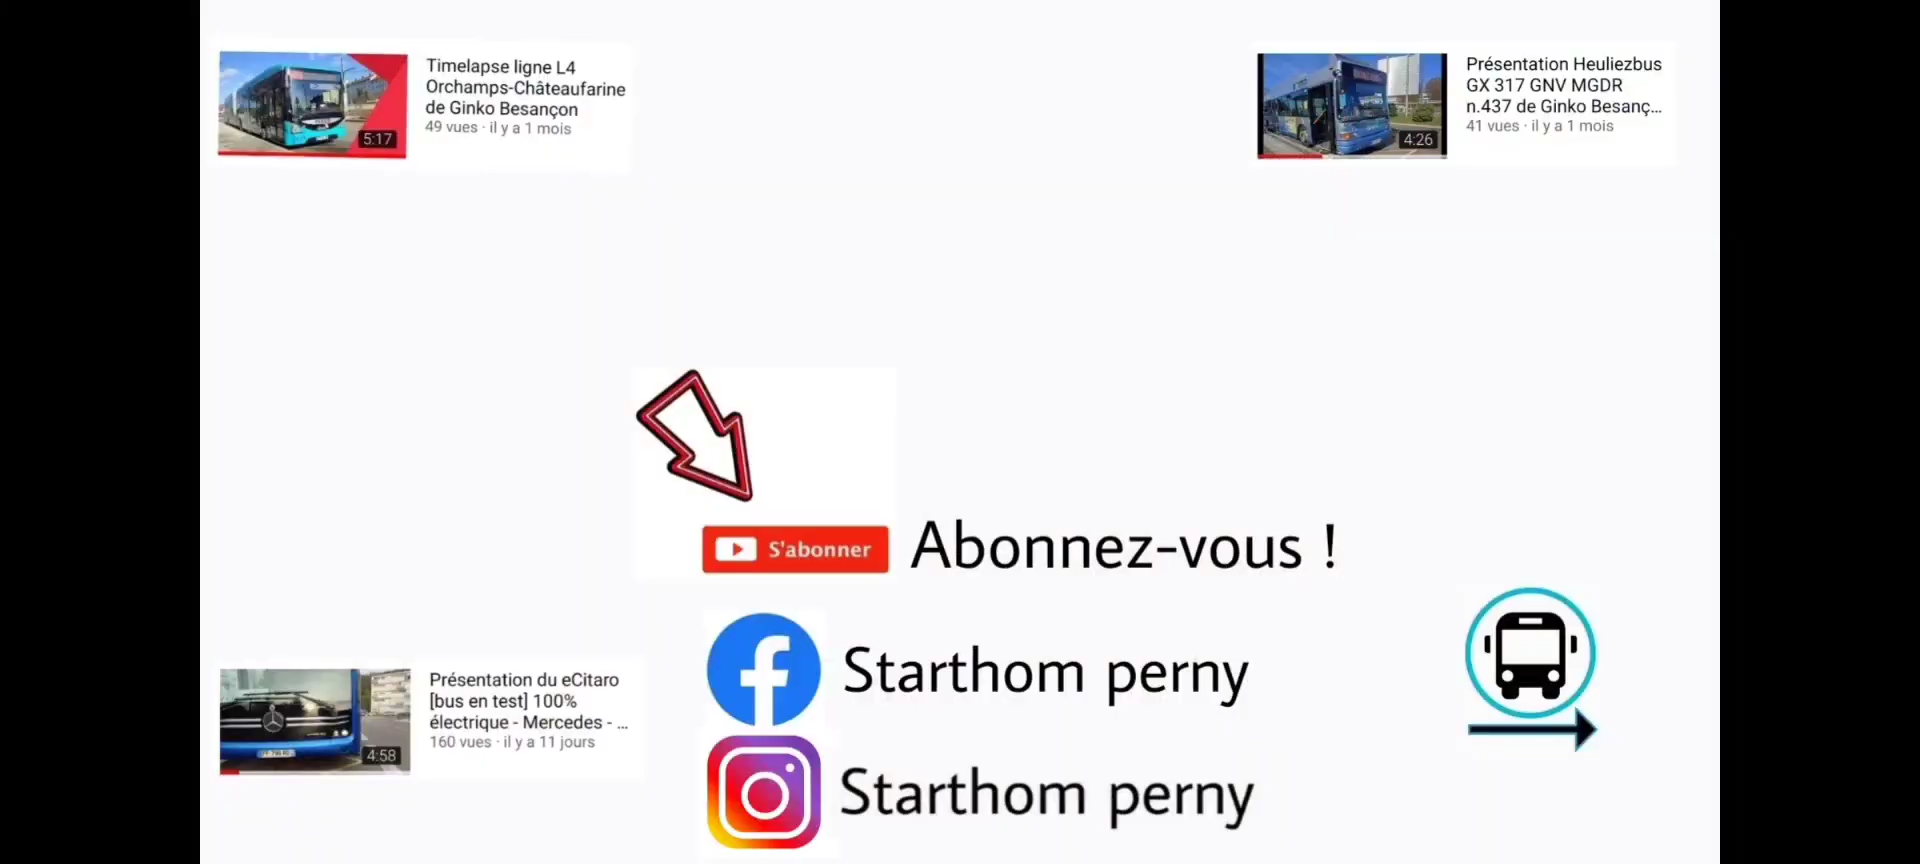 Timelapse ligne L4
Orchamps-Châteaufarine
de Ginko Besançon
49 vues · il y a 1 mois
5:17
Présentation Heuliezbus
GX 317 GNV MGDR
n.437 de Ginko Besanç...
41 vues · il y a 1 mois
4:26
S'abonner
Abonnez-vous !
Starthom perny
Présentation du eCitaro
[bus en test] 100%
électrique - Mercedes - ...
160 vues · il y a 11 jours
4:58
Starthom perny